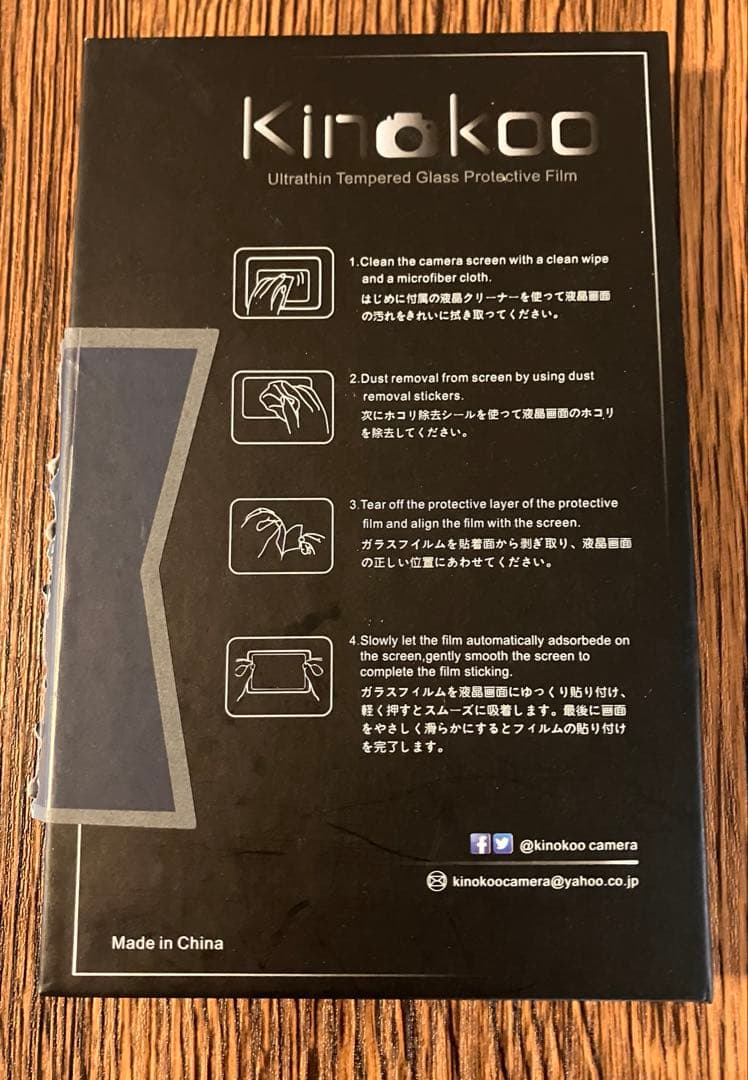 Kinokoo
Ultrathin Tempered Glass Protective Film
1.Clean the camera screen with a clean wipe
and a microfiber cloth.
はじめに付属の液晶クリーナーを使つて液晶画面
の汚れをきれいに拭き取ってください。
2.Dust removal from screen by using dust
removal stickers.
次にホコリ除去シールを使つて液晶画面のホコリ
を除去してください。
3.Tear off the protective layer of the protective
film and align the film with the screen.
ガラスフイルムを貼着面から剥ぎ取り、液晶画面
の正しい位置にあわせてください。
4.Slowly let the film automatically adsorbede on
the screen,gently smooth the screen to
complete the film sticking.
ガラスフィルムを液晶画面にゆっくり貼り付け、
軽く押すとスムーズに吸着します。最後に画面
をやさしく滑らかにするとフィルムの貼り付け
を完了します。
@kinokoo camera
kinokoocamera@yahoo.co.jp
Made in China